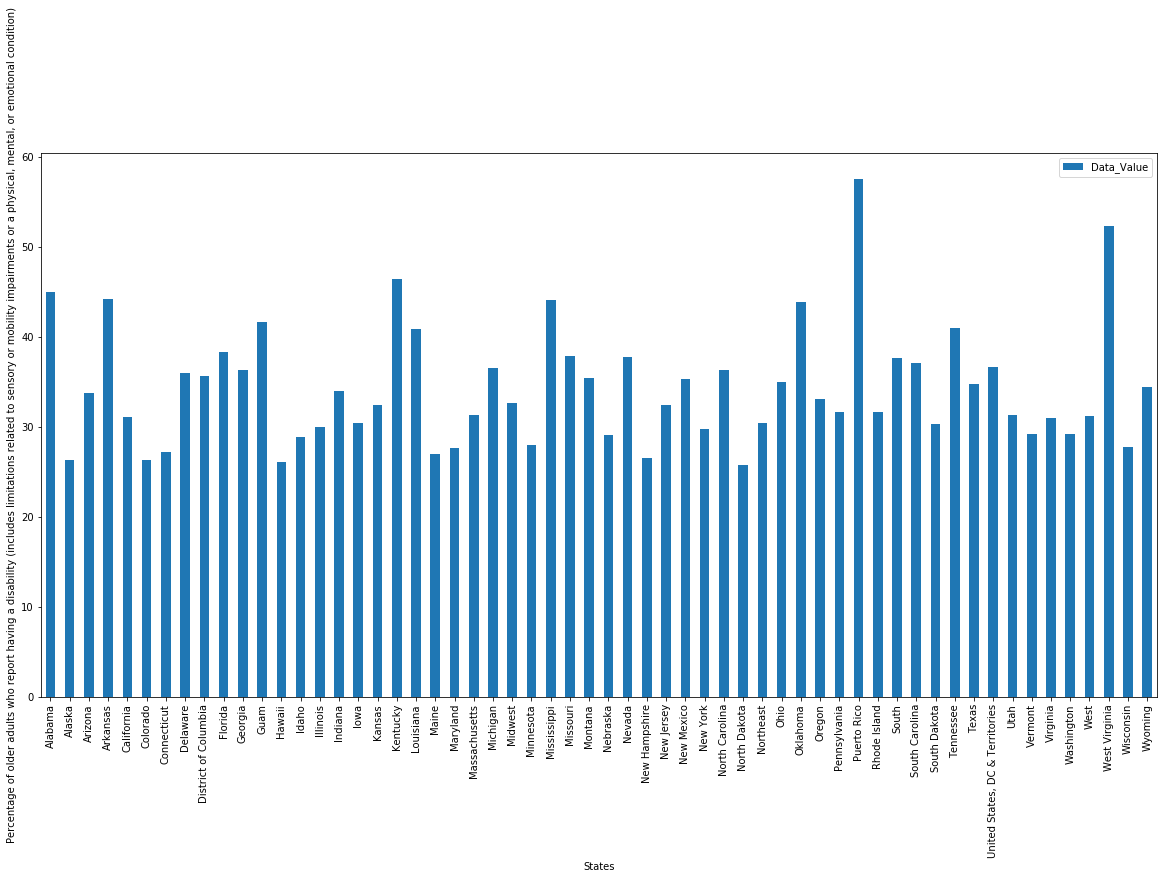 Percentage of older adults who report having a disability (includes limitations related to sensory or mobility impairments or a physical, mental, or emotional condition)
60
50
40
30
20
10
0
Data_Value
Alabama
Alaska
Arizona
Arkansas
California
Colorado
Connecticut
Delaware
District of Columbia
Florida
Georgia
Guam
Hawaii
Idaho
Illinois
Indiana
Iowa
Kansas
Kentucky
Louisiana
Maine
Maryland
Massachusetts
Michigan
Midwest
Minnesota
Mississippi
Missouri
Montana
Nebraska
Nevada
New Hampshire
New Jersey
New Mexico
New York
North Carolina
North Dakota
Northeast
Ohio
Oklahoma
Oregon
Pennsylvania
Puerto Rico
Rhode Island
South
South Carolina
South Dakota
Tennessee
Texas
United States, DC & Territories
Utah
Vermont
Virginia
Washington
West
West Virginia
Wisconsin
Wyoming
States